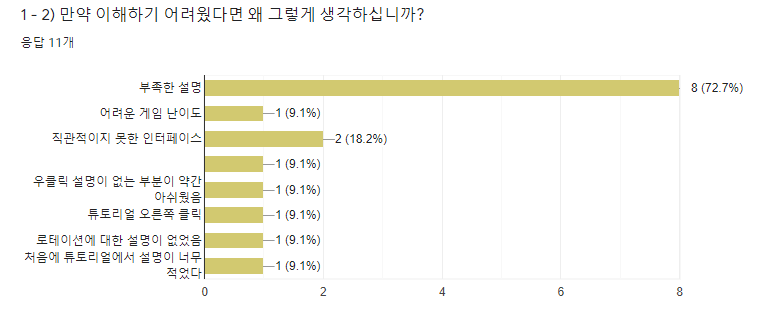 1 - 2) 만약 이해하기 어려웠다면 왜 그렇게 생각하십니까?
응답 11개
부족한 설명
8 (72.7%)
어려운 게임 난이도
1 (9.1%)
직관적이지 못한 인터페이스
2 (18.2%)
1 (9.1%)
우클릭 설명이 없는 부분이 약간
아쉬웠음
1 (9.1%)
튜토리얼 오른쪽 클릭
1 (9.1%)
로테이션에 대한 설명이 없었음
1 (9.1%)
처음에 튜토리얼에서 설명이 너무
적었다
1 (9.1%)
0 2 4 6 8